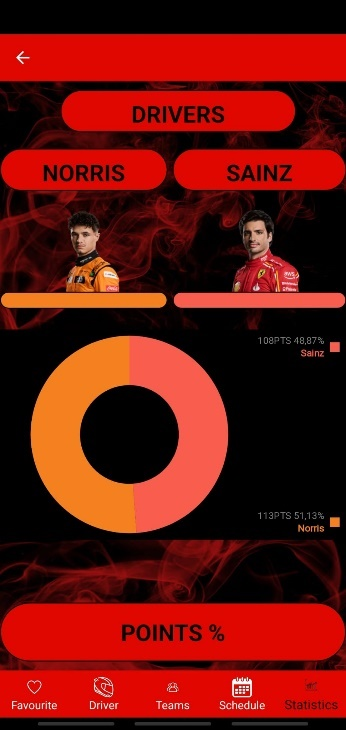 DRIVERS
NORRIS
SAINZ
108PTS 48,87%
Sainz
113PTS 51,13%
Norris
POINTS %
Favourite
Driver
Teams
Schedule
Statistics